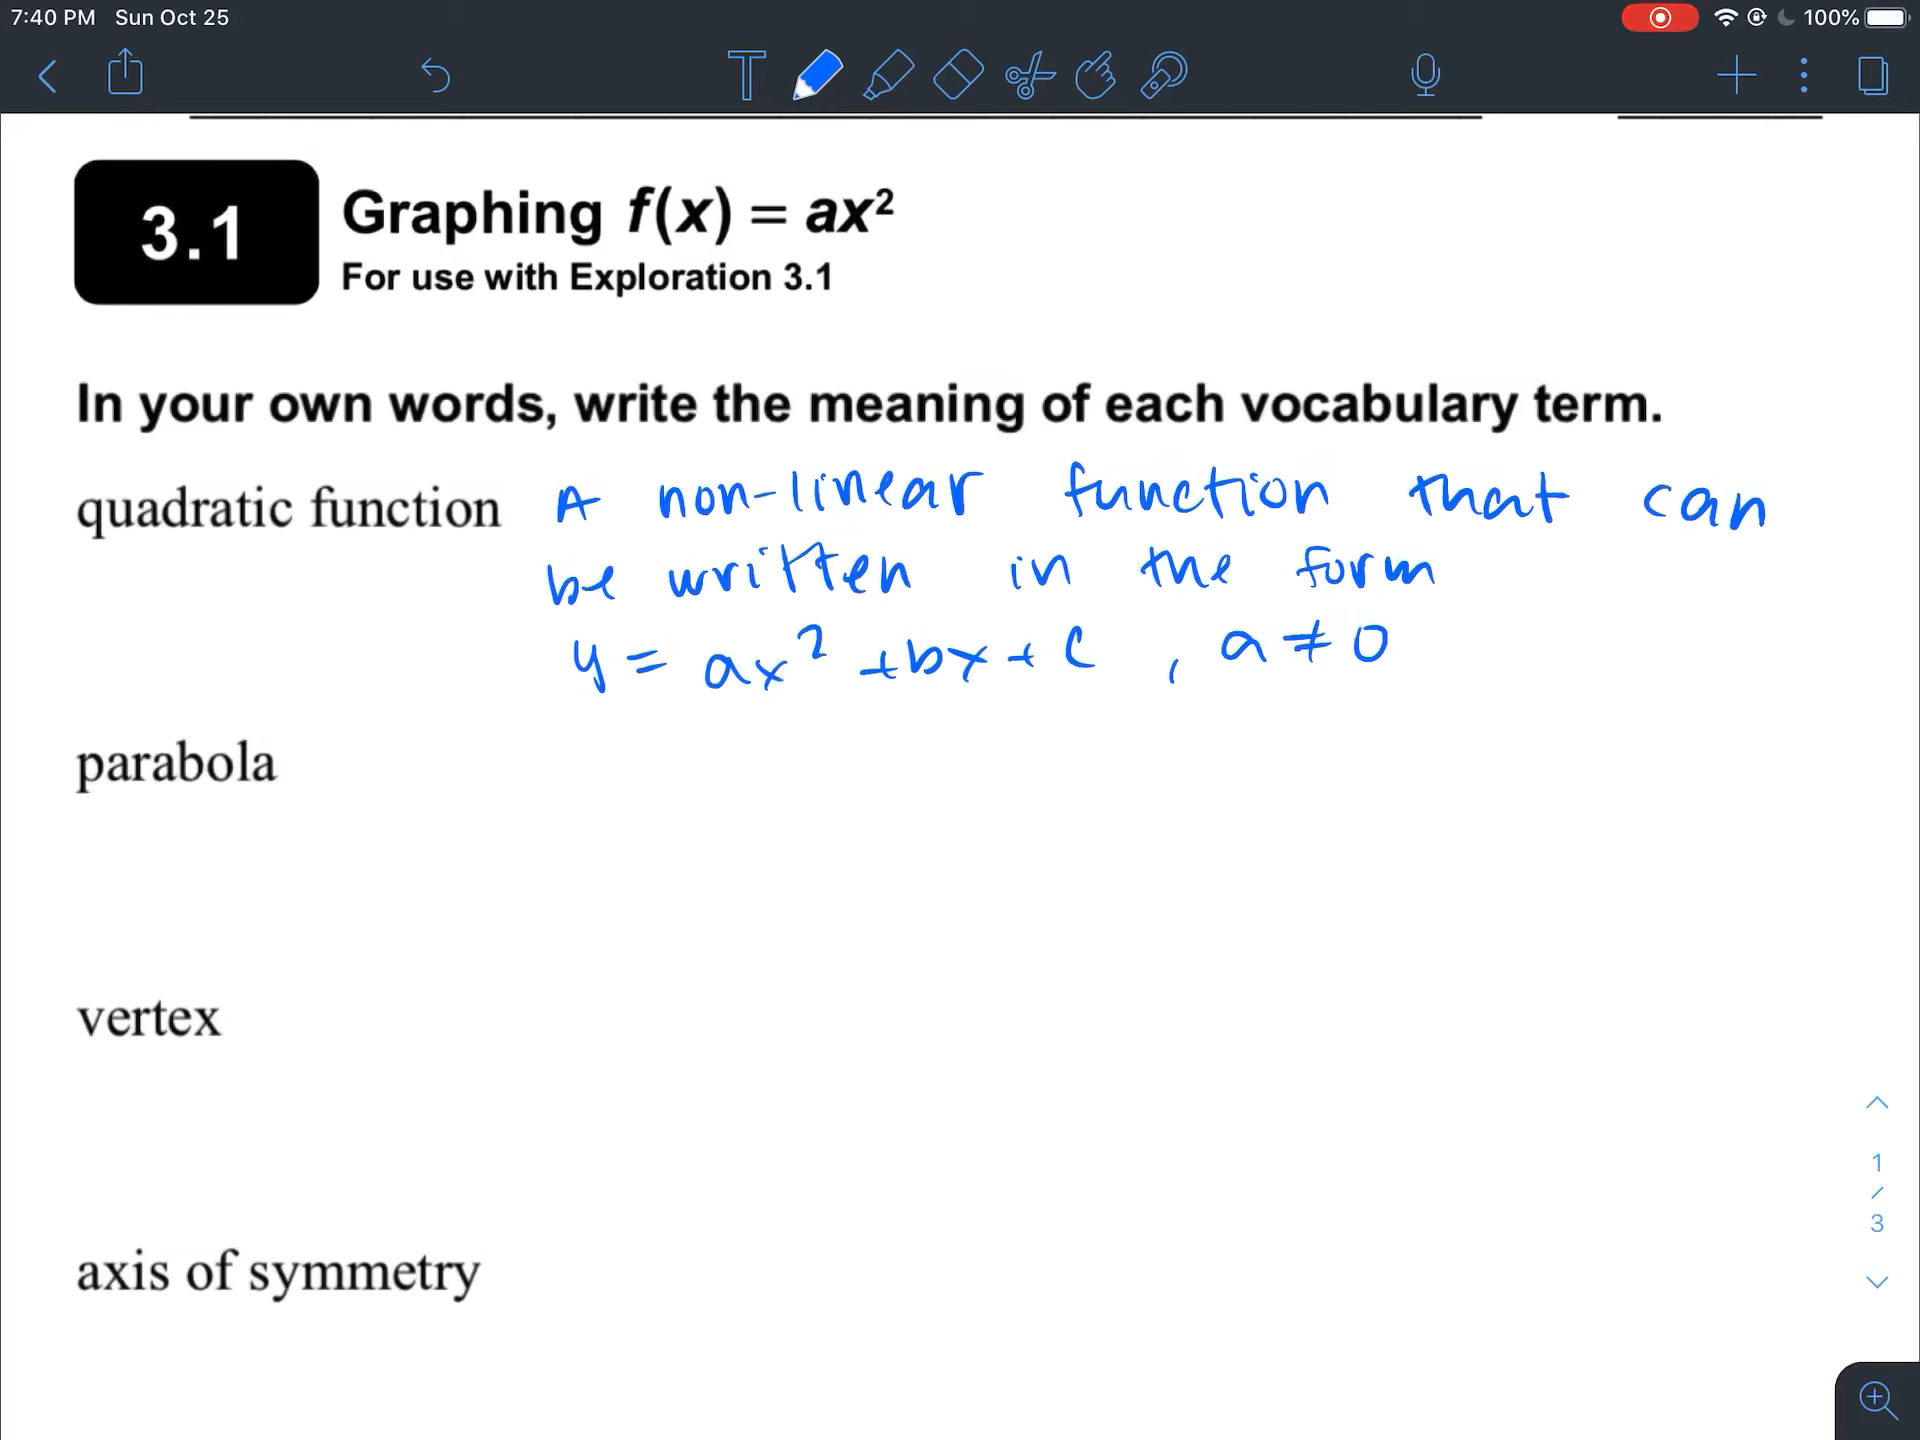 7:40 PM Sun Oct 25
100%
3.1
Graphing f(x) = ax²
For use with Exploration 3.1
In your own words, write the meaning of each vocabulary term.
quadratic function A non-linear function that can
be written in the form
y = ax² + bx + c , a ≠ 0
parabola
vertex
axis of symmetry
1
/
3